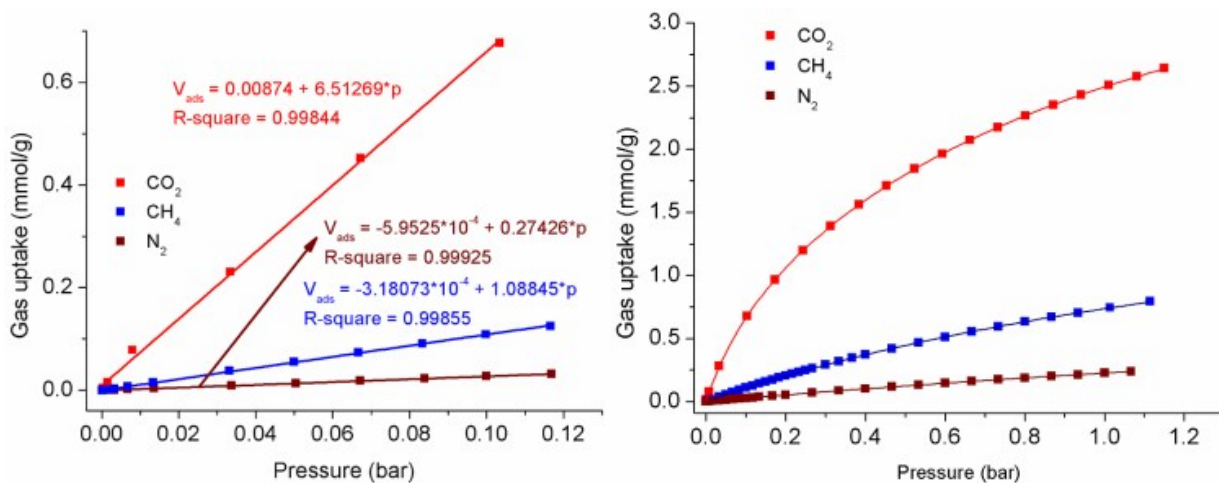 Gas uptake (mmol/g)
0.6
0.4
0.2
0.0
V_ads = 0.00874 + 6.51269*p
R-square = 0.99844
CO₂
CH₄
N₂
V_ads = -5.9525*10⁻⁴ + 0.27426*p
R-square = 0.99925
V_ads = -3.18073*10⁻⁴ + 1.08845*p
R-square = 0.99855
0.00 0.02 0.04 0.06 0.08 0.10 0.12
Pressure (bar)
Gas uptake (mmol/g)
3.0
2.5
2.0
1.5
1.0
0.5
0.0
CO₂
CH₄
N₂
0.0 0.2 0.4 0.6 0.8 1.0 1.2
Pressure (bar)